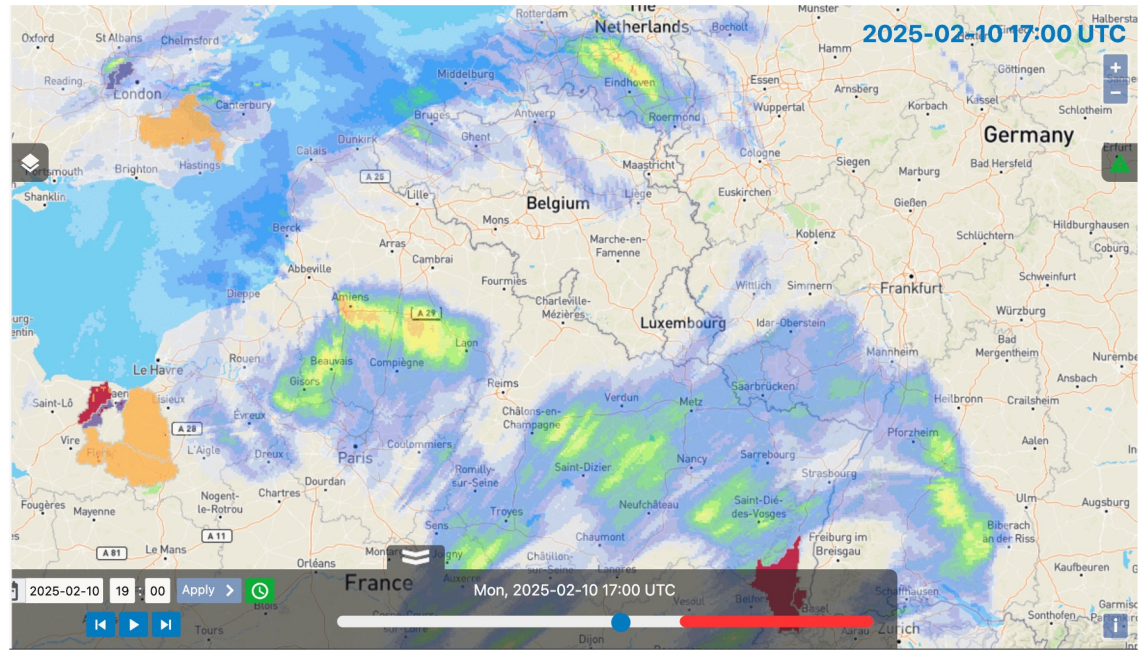 The
Netherlands
Rotterdam
Bocholt
Munster
2025-02-10 17:00 UTC
Oxford
St Albans
Chelmsford
Hamm
Göttingen
Reading
London
Middelburg
Eindhoven
Essen
Arnsberg
+
−
Canterbury
Bruges
Antwerp
Roermond
Wuppertal
Korbach
Kassel
Schlotheim
Dunkirk
Ghent
Germany
Calais
Cologne
Erfurt
Portsmouth
Brighton
Hastings
A 25
Maastricht
Siegen
Marburg
Bad Hersfeld
Shanklin
Lille
Belgium
Liège
Euskirchen
Gießen
Berck
Mons
Koblenz
Schlüchtern
Hildburghausen
Arras
Marche-en-
Famenne
Coburg
Abbeville
Cambrai
Fourmies
Wittlich
Simmern
Frankfurt
Schweinfurt
Dieppe
Amiens
A 29
Charleville-
Mézières
Luxembourg
Idar-Oberstein
Würzburg
Laon
Bad
Mergentheim
Rouen
Beauvais
Compiègne
Mannheim
Le Havre
Gisors
Reims
Saarbrücken
Ansbach
Saint-Lô
aen
isieux
Évreux
Verdun
Metz
Heilbronn
Crailsheim
Vire
Flers
A 28
L'Aigle
Dreux
Paris
Coulommiers
Châlons-en-
Champagne
Pforzheim
Aalen
Romilly-
sur-Seine
Saint-Dizier
Nancy
Sarrebourg
Strasbourg
Fougères
Mayenne
Nogent-
le-Rotrou
Chartres
Dourdan
Troyes
Neufchâteau
Saint-Dié-
des-Vosges
Ulm
Augsburg
A 11
Sens
Chaumont
Freiburg im
Breisgau
Biberach
an der Riss
A 81
Le Mans
Orléans
Joigny
Châtillon-
sur-Seine
Langres
Kaufbeuren
France
Auxerre
2025-02-10
19 : 00
Apply
Mon, 2025-02-10 17:00 UTC
Blois
Vesoul
Belfort
Basel
Schaffhausen
Sonthofen
Tours
sur-Loire
Dijon
Aarau
Zurich
i